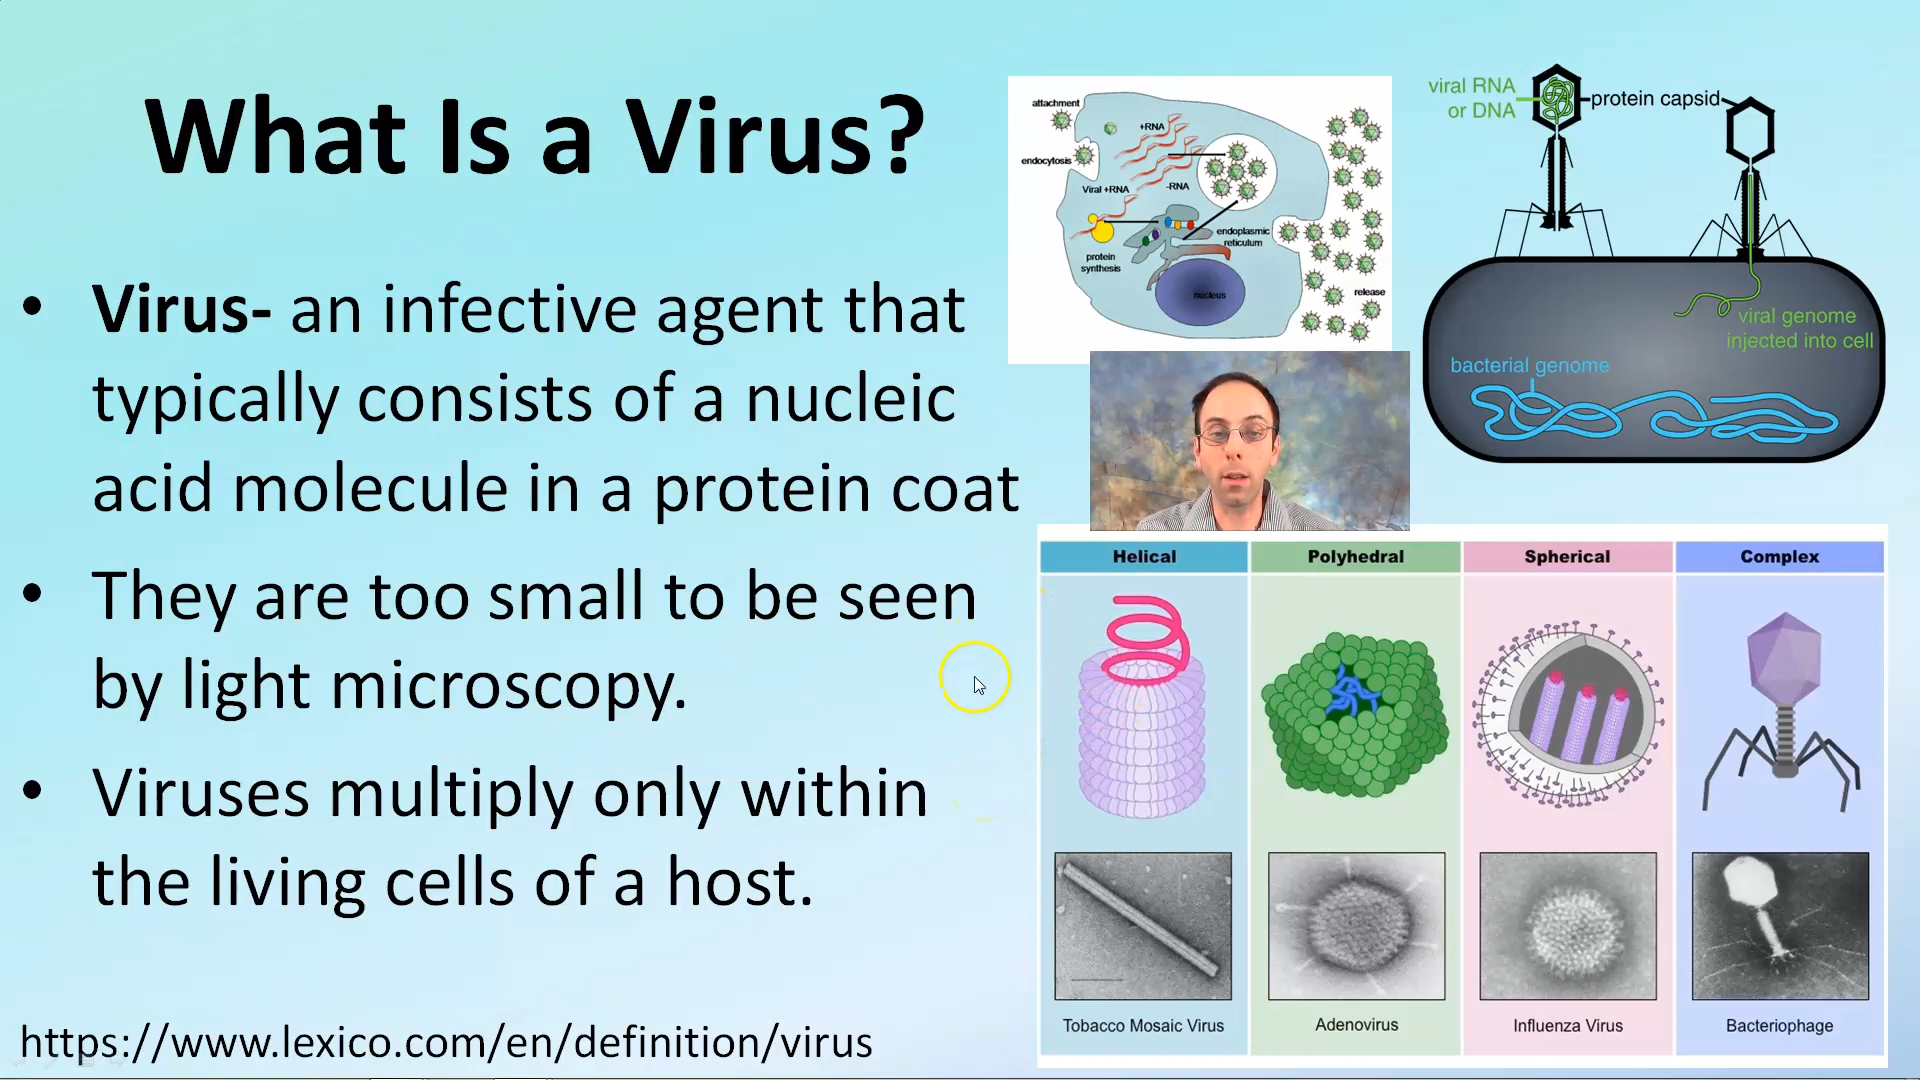 What Is a Virus?
• Virus- an infective agent that
typically consists of a nucleic
acid molecule in a protein coat
• They are too small to be seen
by light microscopy.
• Viruses multiply only within
the living cells of a host.
https://www.lexico.com/en/definition/virus
attachment
endocytosis
+RNA
Viral +RNA
-RNA
protein
synthesis
endoplasmic
reticulum
nucleus
release
viral RNA
or DNA
protein capsid
viral genome
injected into cell
bacterial genome
Helical
Polyhedral
Spherical
Complex
Tobacco Mosaic Virus
Adenovirus
Influenza Virus
Bacteriophage